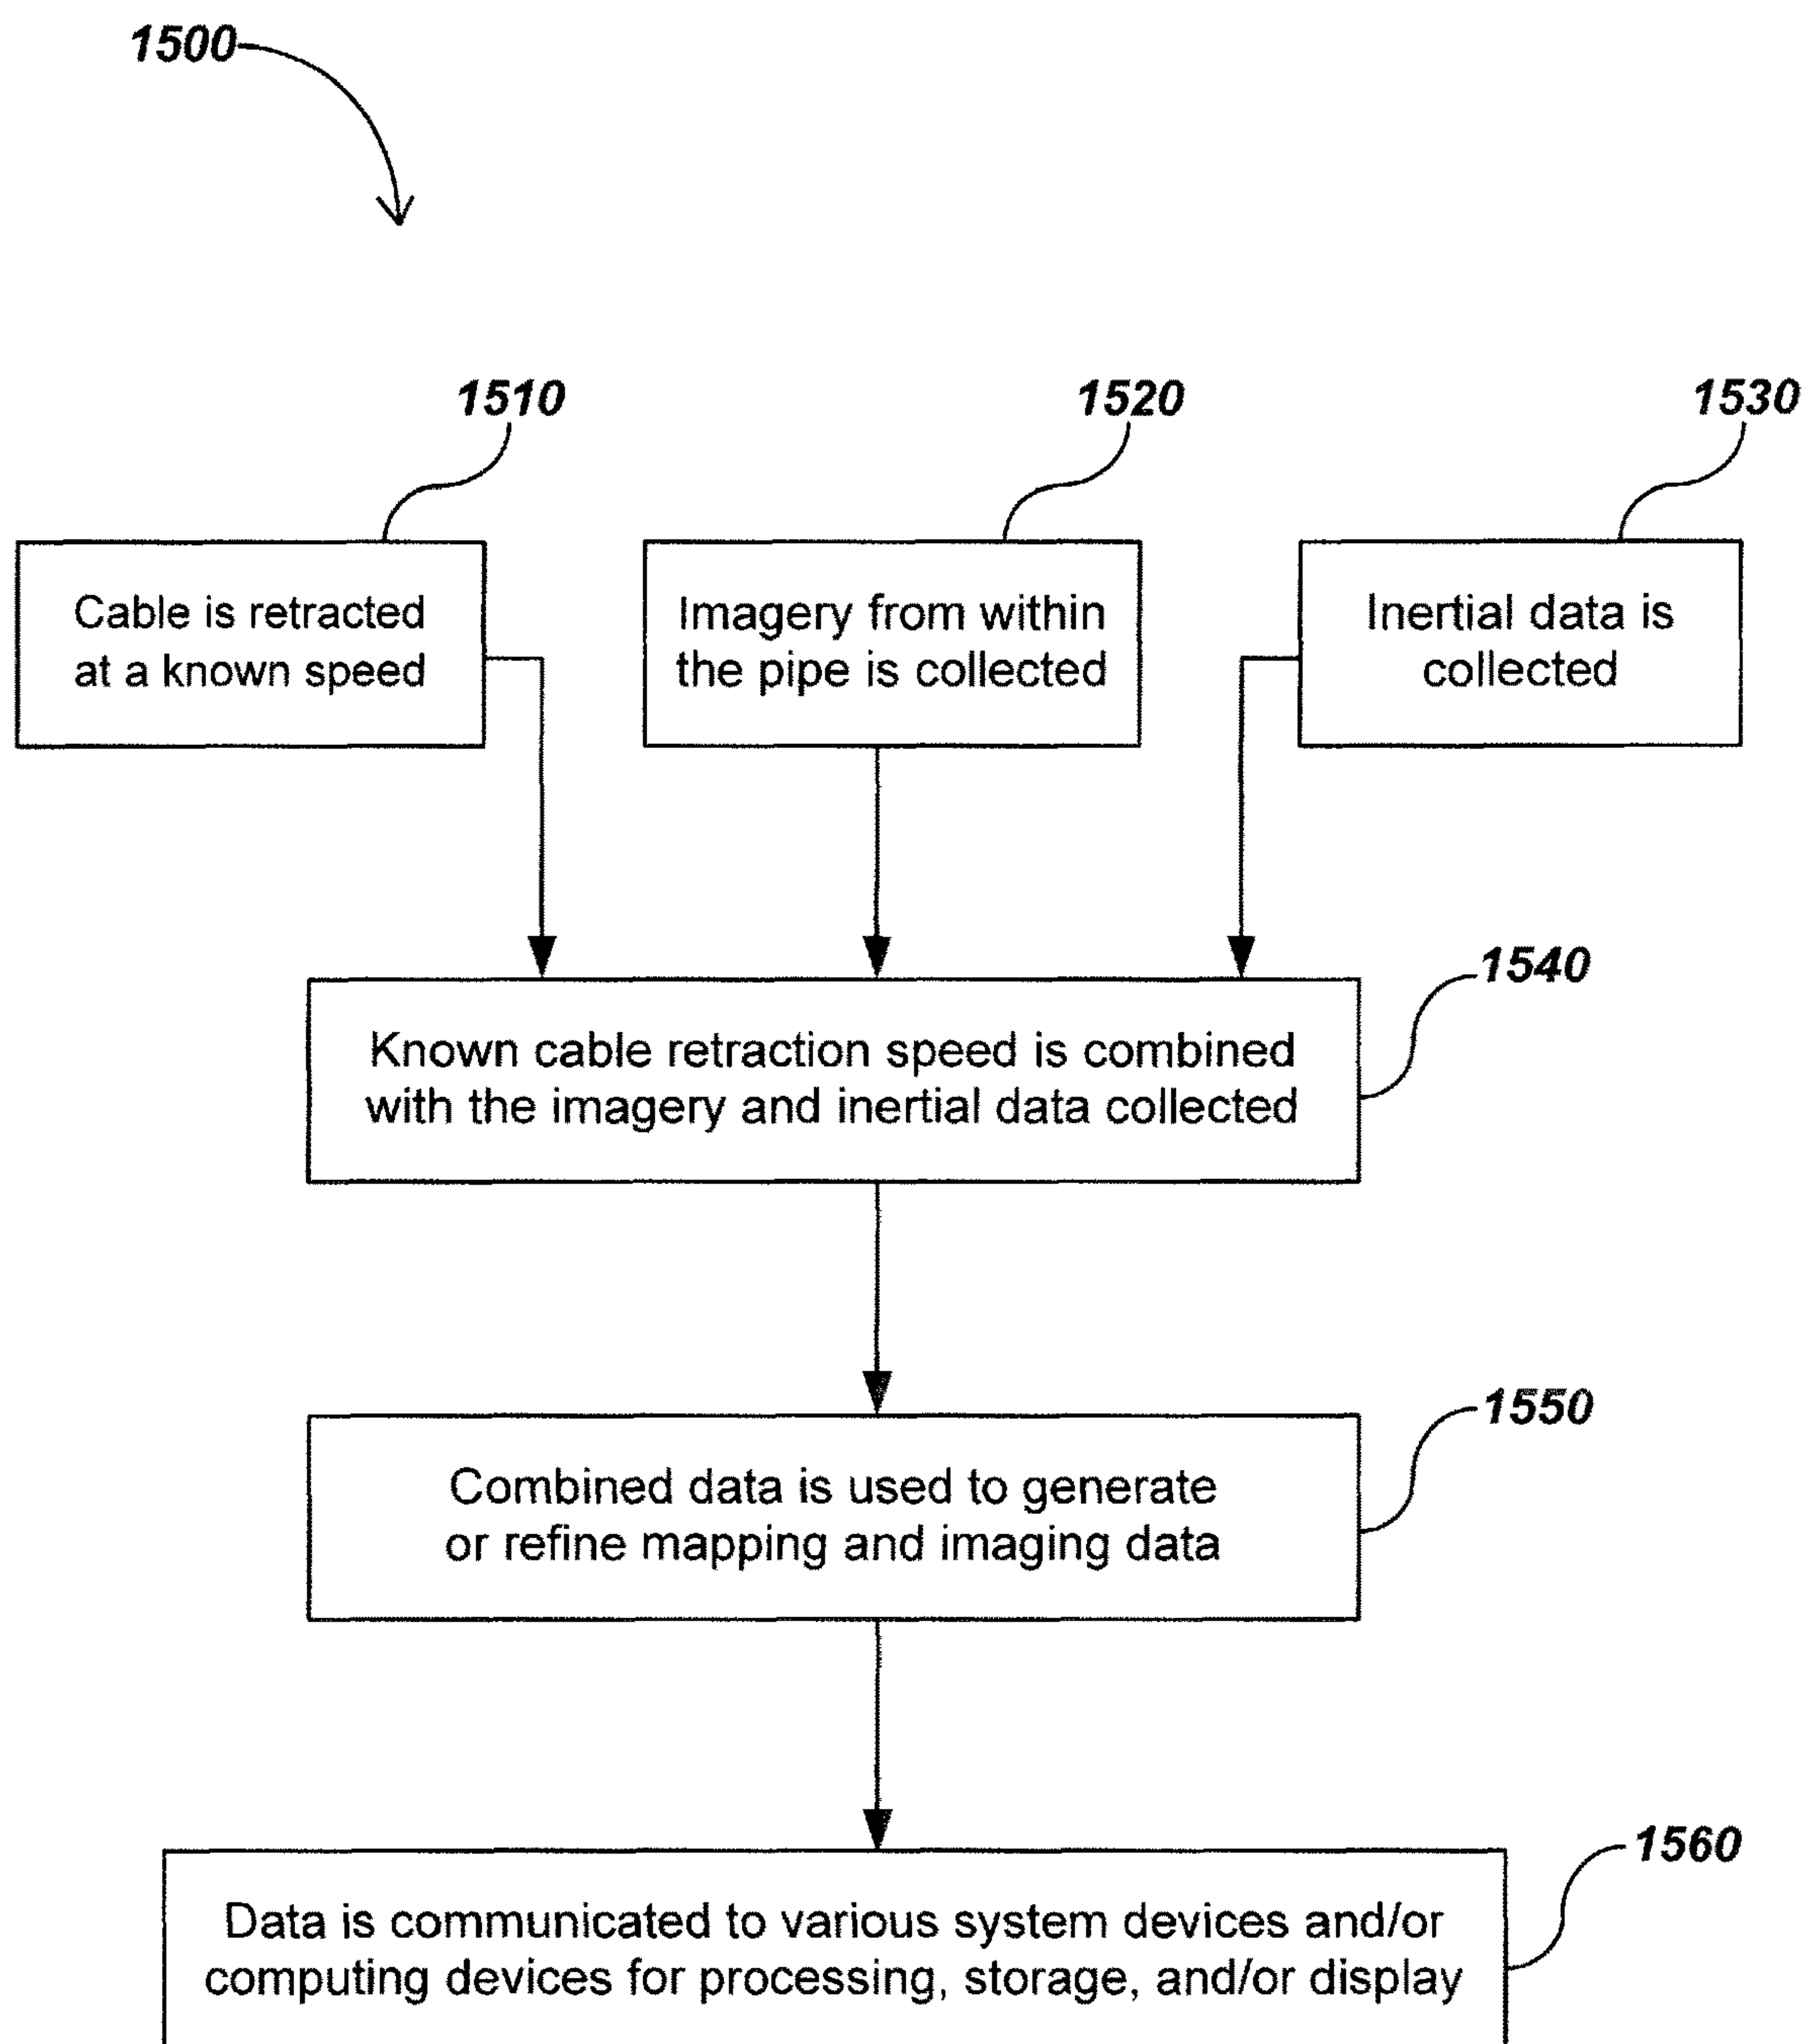 1500
1510
1520
1530
Cable is retracted
at a known speed
Imagery from within
the pipe is collected
Inertial data is
collected
1540
Known cable retraction speed is combined
with the imagery and inertial data collected
1550
Combined data is used to generate
or refine mapping and imaging data
1560
Data is communicated to various system devices and/or
computing devices for processing, storage, and/or display